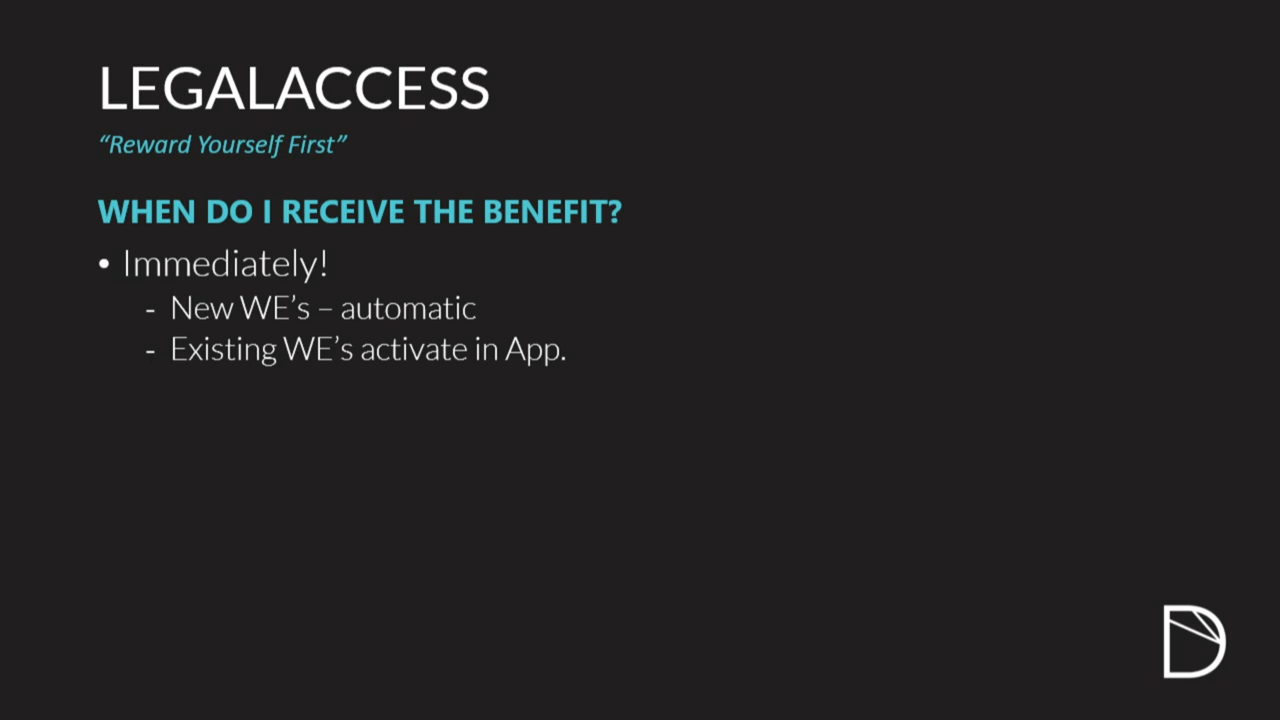 LEGALACCESS
“Reward Yourself First”
WHEN DO I RECEIVE THE BENEFIT?
• Immediately!
- New WE’s – automatic
- Existing WE’s activate in App.